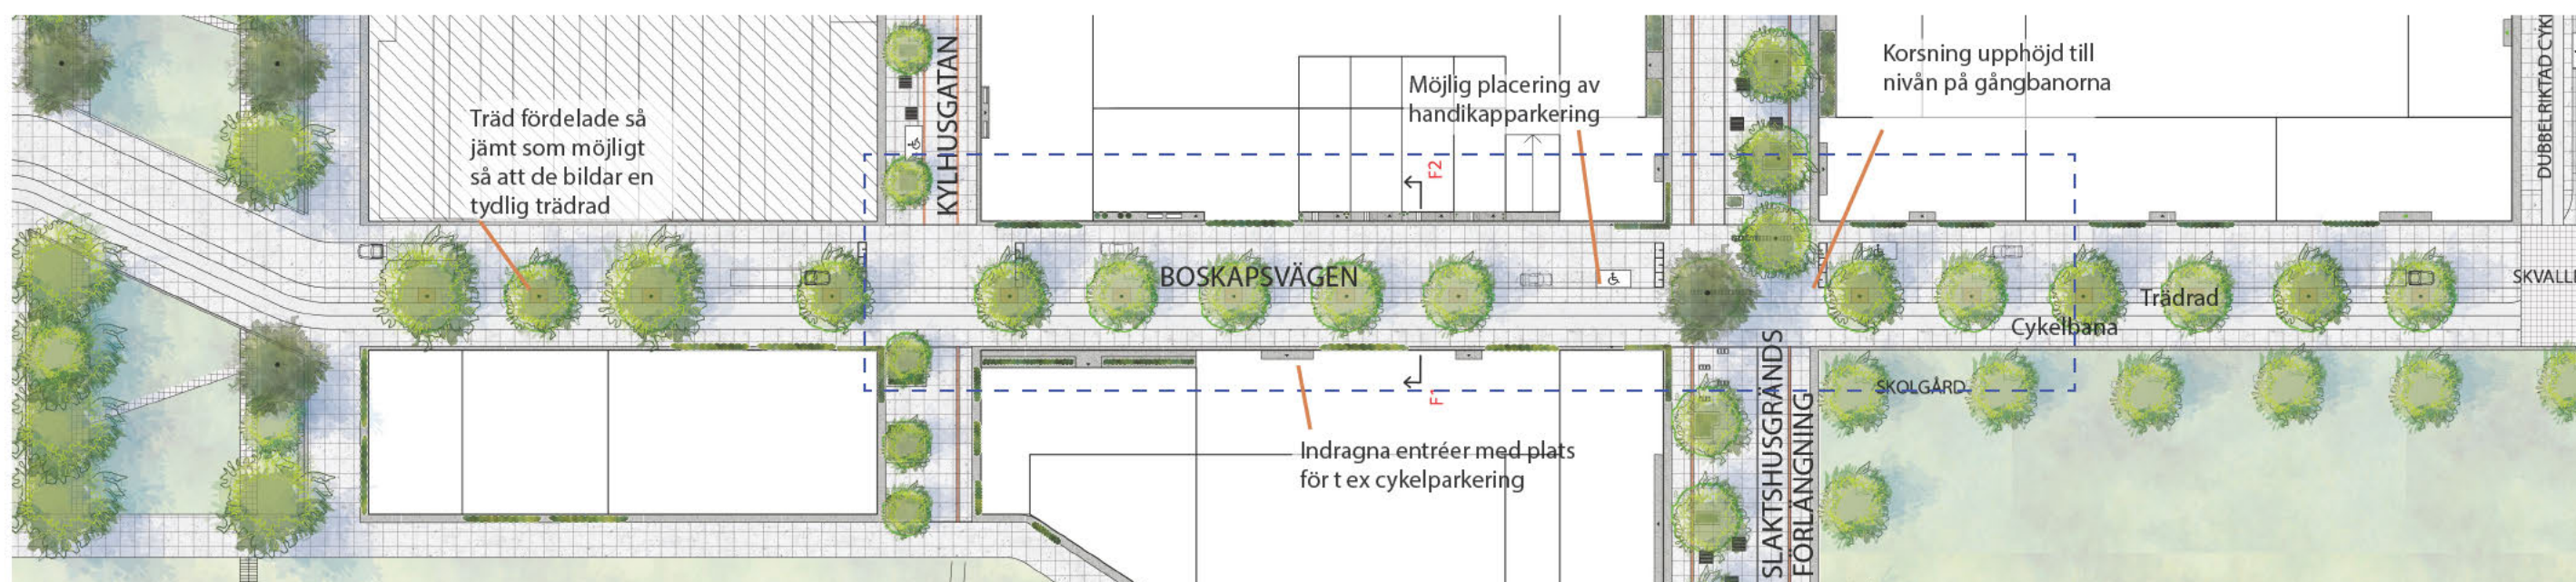 Träd fördelade så
jämt som möjligt
så att de bildar en
tydlig trädrad
KYLHUSGATAN
Möjlig placering av
handikapparkering
Korsning upphöjd till
nivån på gångbanorna
DUBBELRIKTAD CYK
F2
BOSKAPSVÄGEN
Trädrad
Cykelbana
SKVALL
SKOLGÅRD
F1
Indragna entréer med plats
för t ex cykelparkering
SLAKTSHUSGRÄNDS
FÖRLÄNGNING